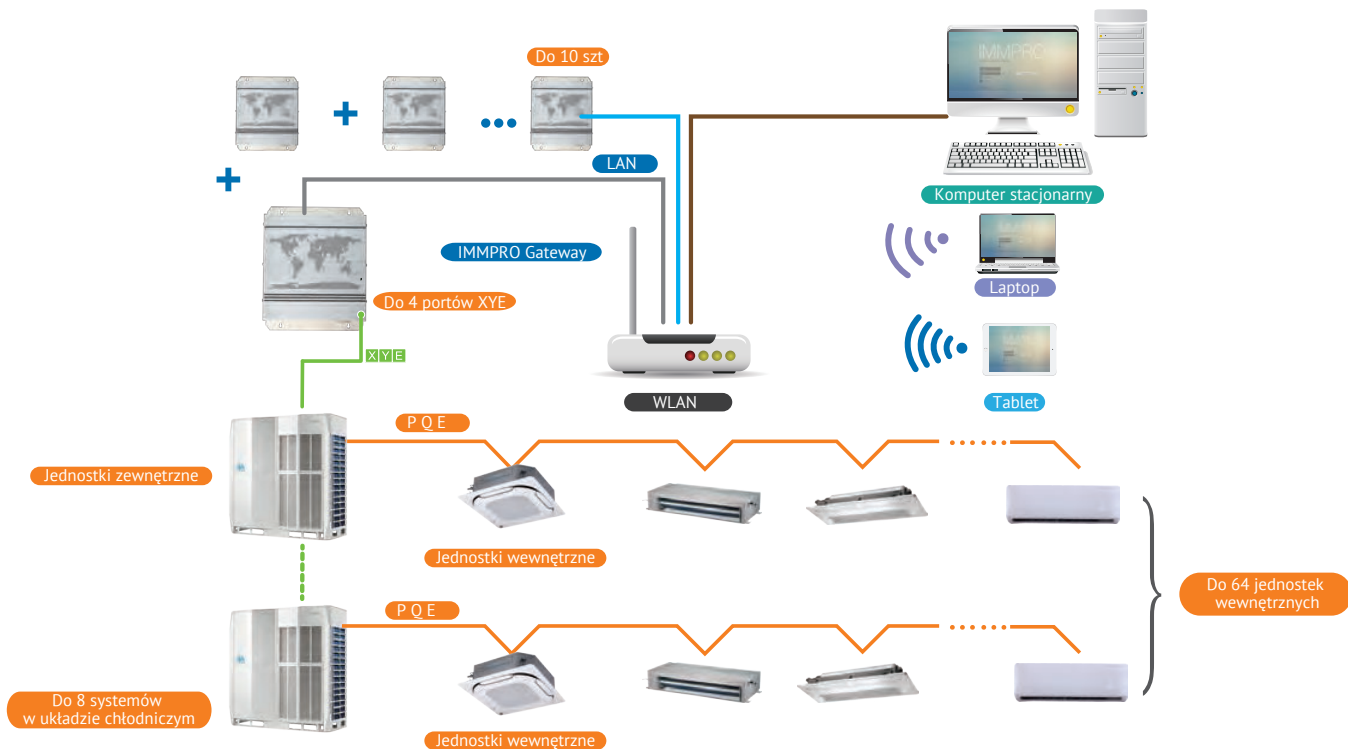 Do 10 szt
IMMPRO
LAN
Komputer stacjonarny
IMMPRO Gateway
Do 4 portów XYE
Laptop
X Y E
WLAN
Tablet
P Q E
Jednostki zewnętrzne
Jednostki wewnętrzne
Do 64 jednostek
wewnętrznych
P Q E
Do 8 systemów
w układzie chłodniczym
Jednostki wewnętrzne